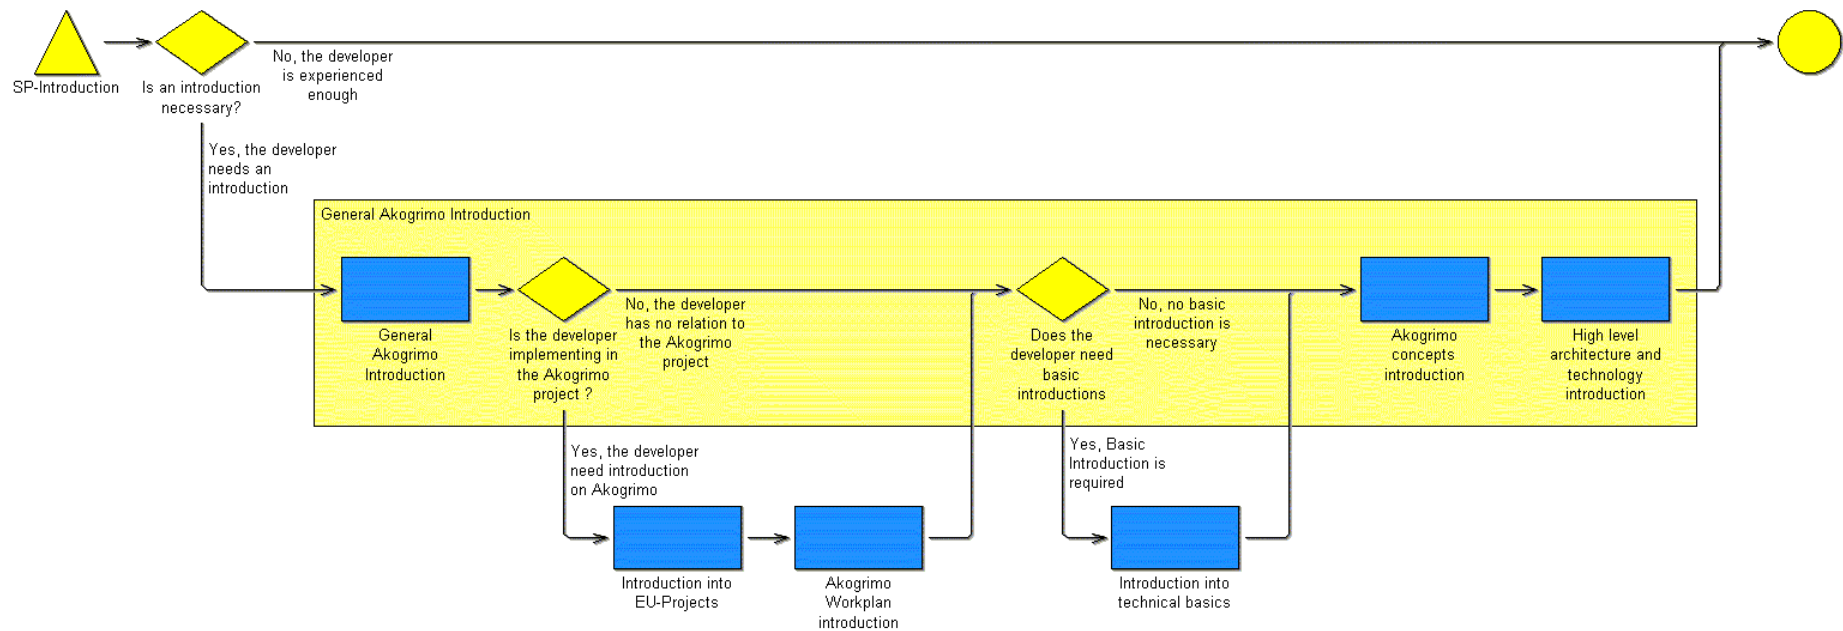 SP-Introduction
Is an introduction
necessary?
No, the developer
is experienced
enough
Yes, the developer
needs an
introduction
General Akogrimo Introduction
General
Akogrimo
Introduction
Is the developer
implementing in
the Akogrimo
project ?
No, the developer
has no relation to
the Akogrimo
project
Does the
developer need
basic
introductions
No, no basic
introduction is
necessary
Akogrimo
concepts
introduction
High level
architecture and
technology
introduction
Yes, the developer
need introduction
on Akogrimo
Yes, Basic
Introduction is
required
Introduction into
EU-Projects
Akogrimo
Workplan
introduction
Introduction into
technical basics